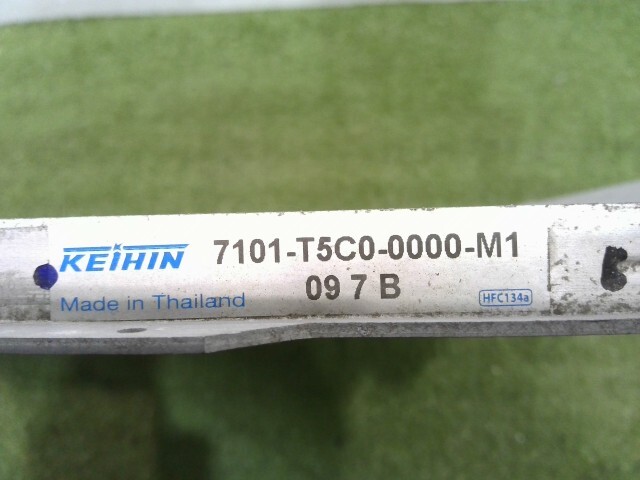 KEIHIN 7101-T5C0-0000-M1
09 7 B
Made in Thailand
HFC134a